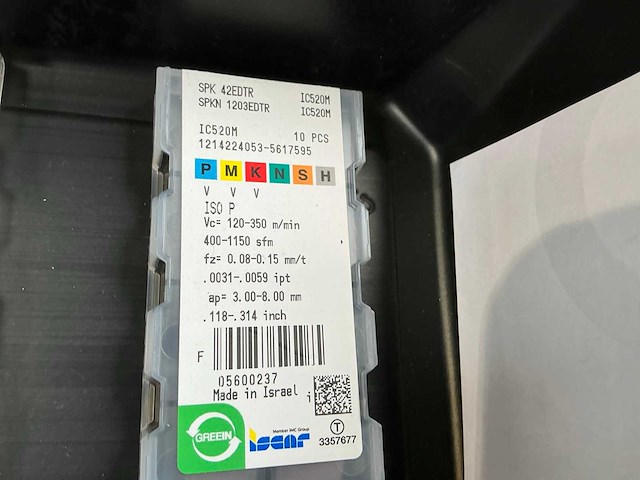 SPK 42EDTR IC520M
SPKN 1203EDTR IC520M
IC520M 10 PCS
1214224053-5617595
P M K N S H
V V V
ISO P
Vc= 120-350 m/min
400-1150 sfm
fz= 0.08-0.15 mm/t
.0031-.0059 ipt
ap= 3.00-8.00 mm
.118-.314 inch
F
05600237
Made in Israel i
GREEIN
Member IMC Group
iscar
T
3357677